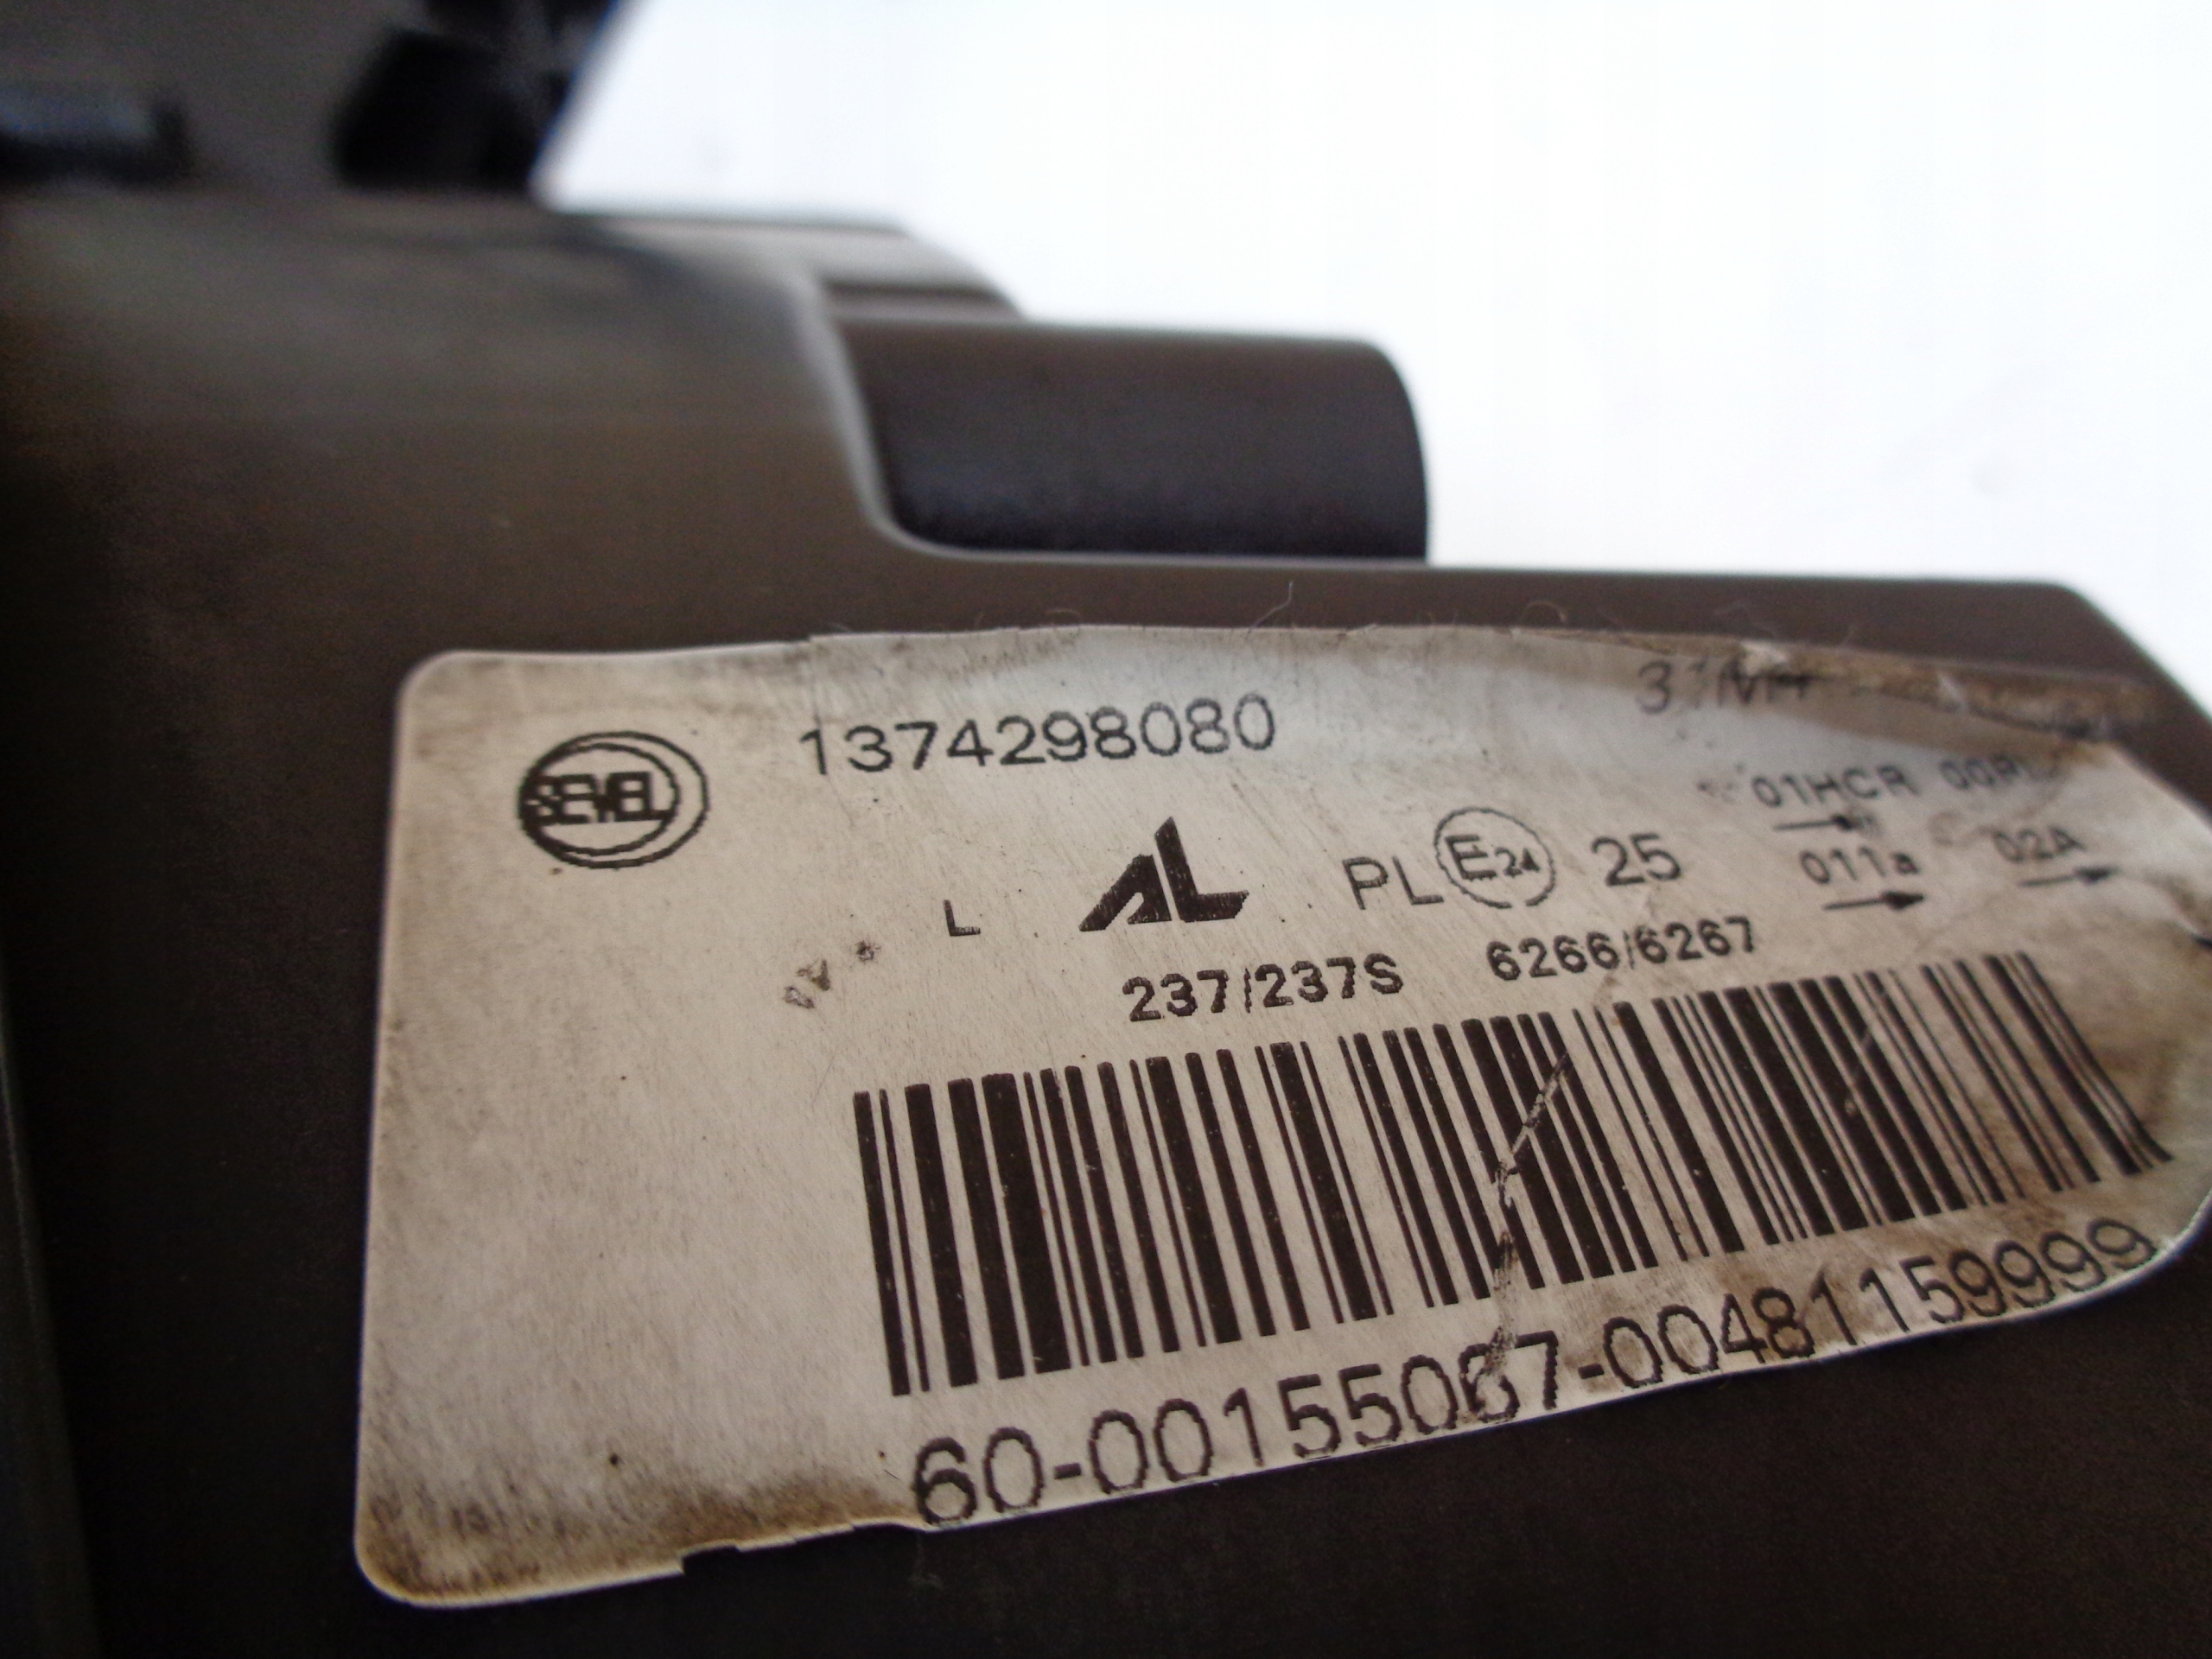 1374298080
SEVEL
01HCR
L AL PL E24 25 011a 02A
237/237S 6266/6267
60-00155067-00481159999